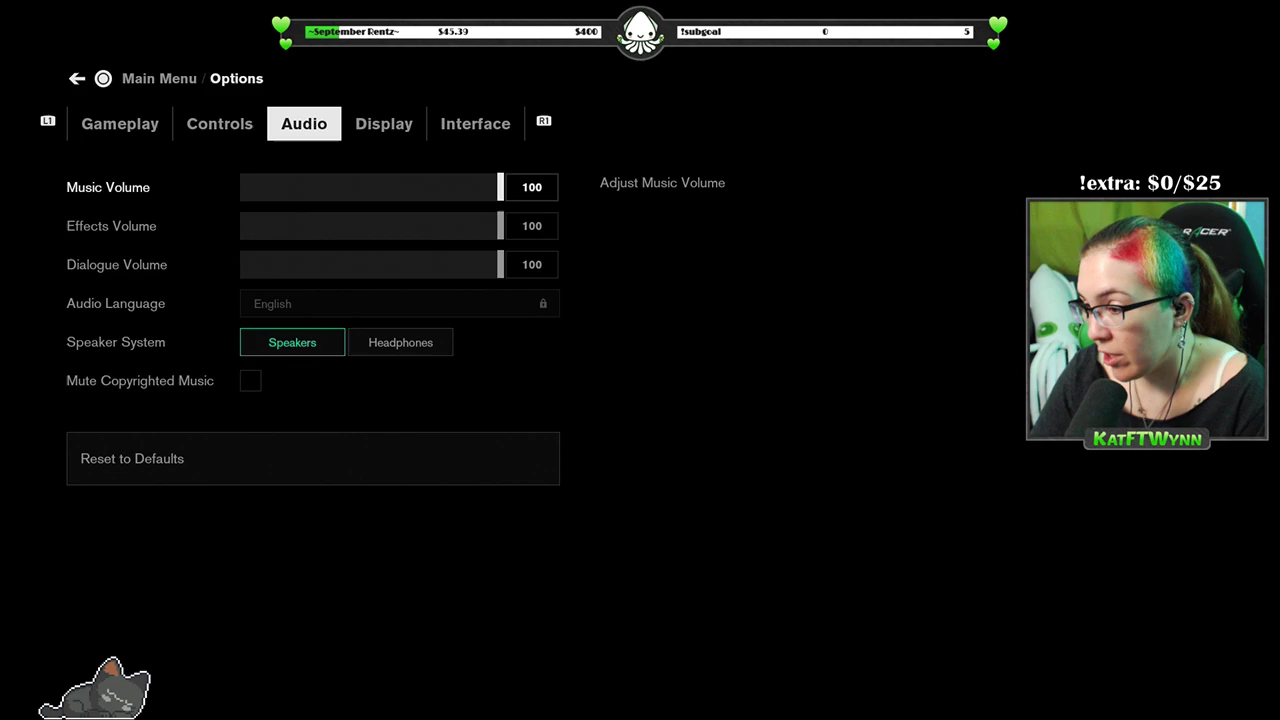 ~September Rentz~ $45.39 $400
!subgoal 0 5
Main Menu / Options
L1 Gameplay Controls Audio Display Interface R1
Music Volume 100
Adjust Music Volume
Effects Volume 100
Dialogue Volume 100
Audio Language English
Speaker System Speakers Headphones
Mute Copyrighted Music
Reset to Defaults
!extra: $0/$25
KatFTWynn